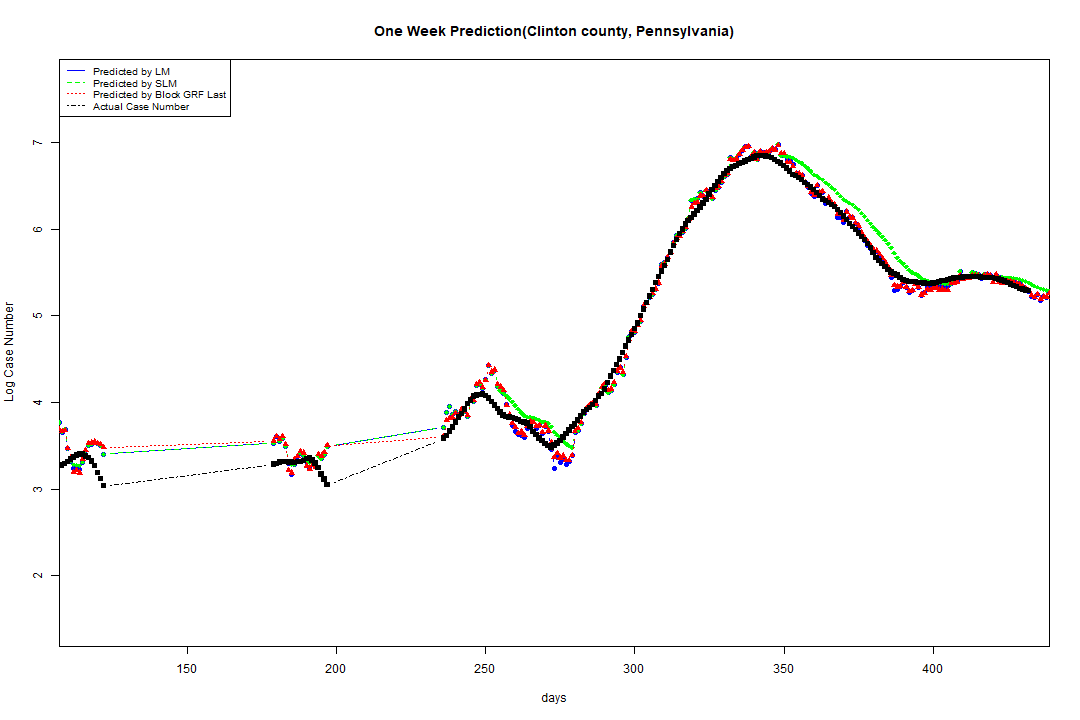 One Week Prediction(Clinton county, Pennsylvania)
Predicted by LM
Predicted by SLM
Predicted by Block GRF Last
Actual Case Number
7
6
5
4
3
2
Log Case Number
150 200 250 300 350 400
days